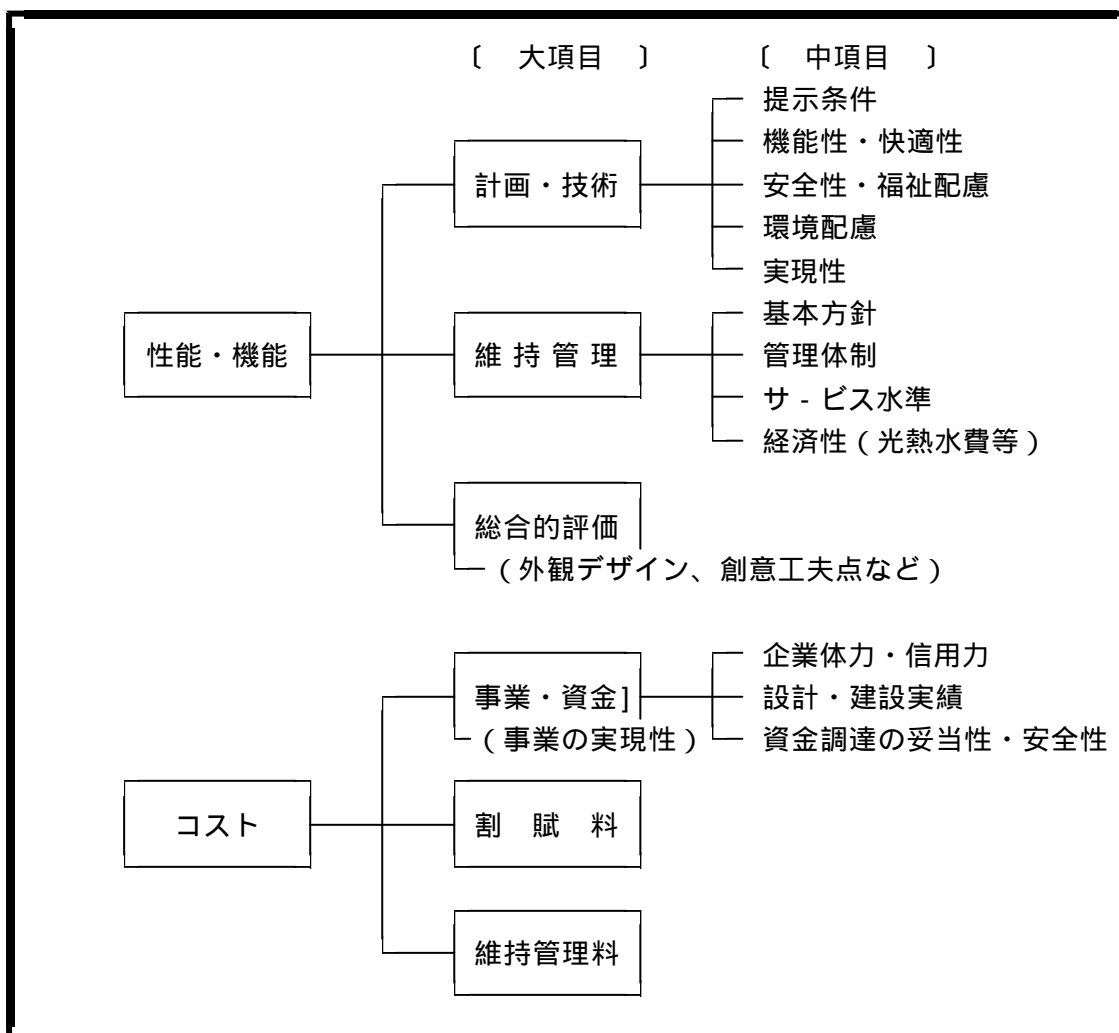 〔　大項目　〕　〔　中項目　〕
提示条件
機能性・快適性
計画・技術　安全性・福祉配慮
環境配慮
実現性
基本方針
性能・機能　維 持 管 理　管理体制
サ - ビス水準
経済性（光熱水費等）
総合的評価
（外観デザイン、創意工夫点など）
企業体力・信用力
事業・資金]　設計・建設実績
（事業の実現性）　資金調達の妥当性・安全性
コスト　割　賦　料
維持管理料